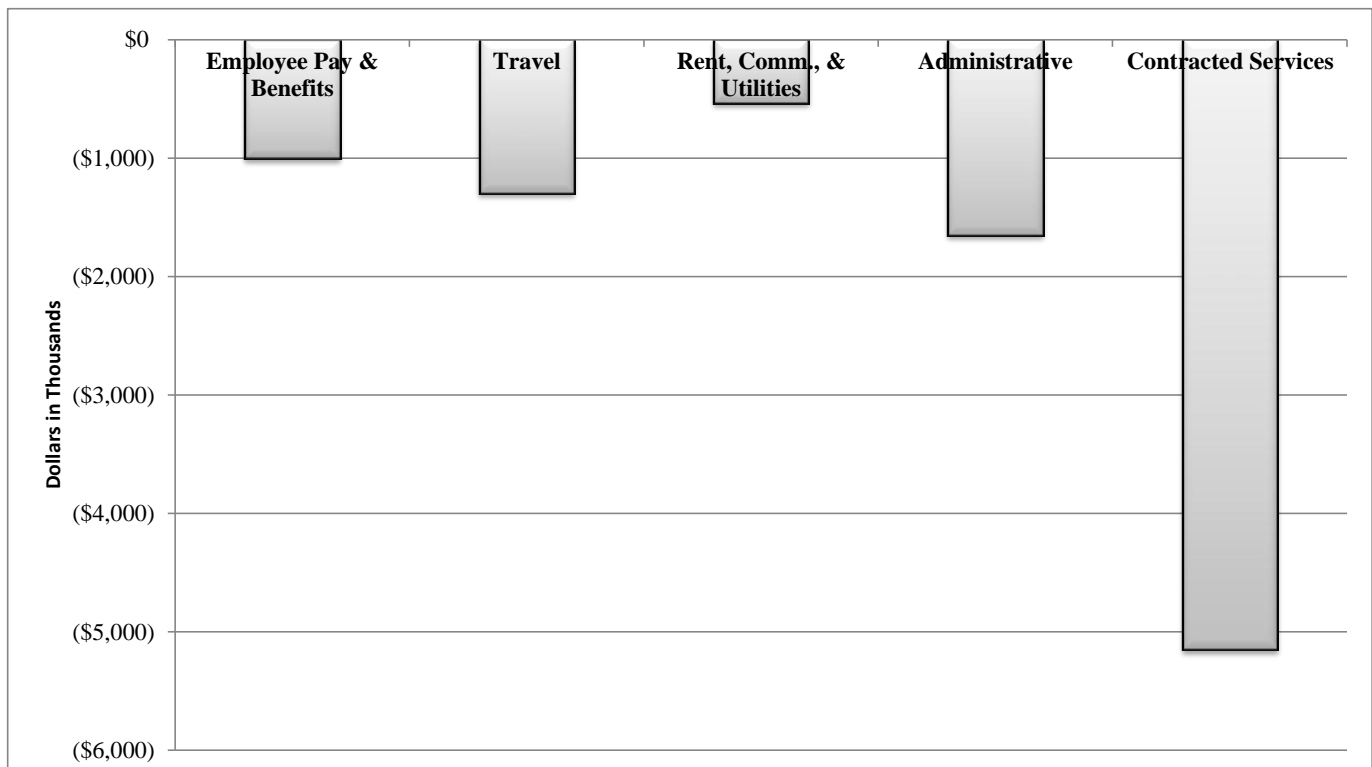 $0
Employee Pay &
Benefits
Travel
Rent, Comm., &
Utilities
Administrative
Contracted Services
($1,000)
($2,000)
($3,000)
($4,000)
($5,000)
($6,000)
Dollars in Thousands